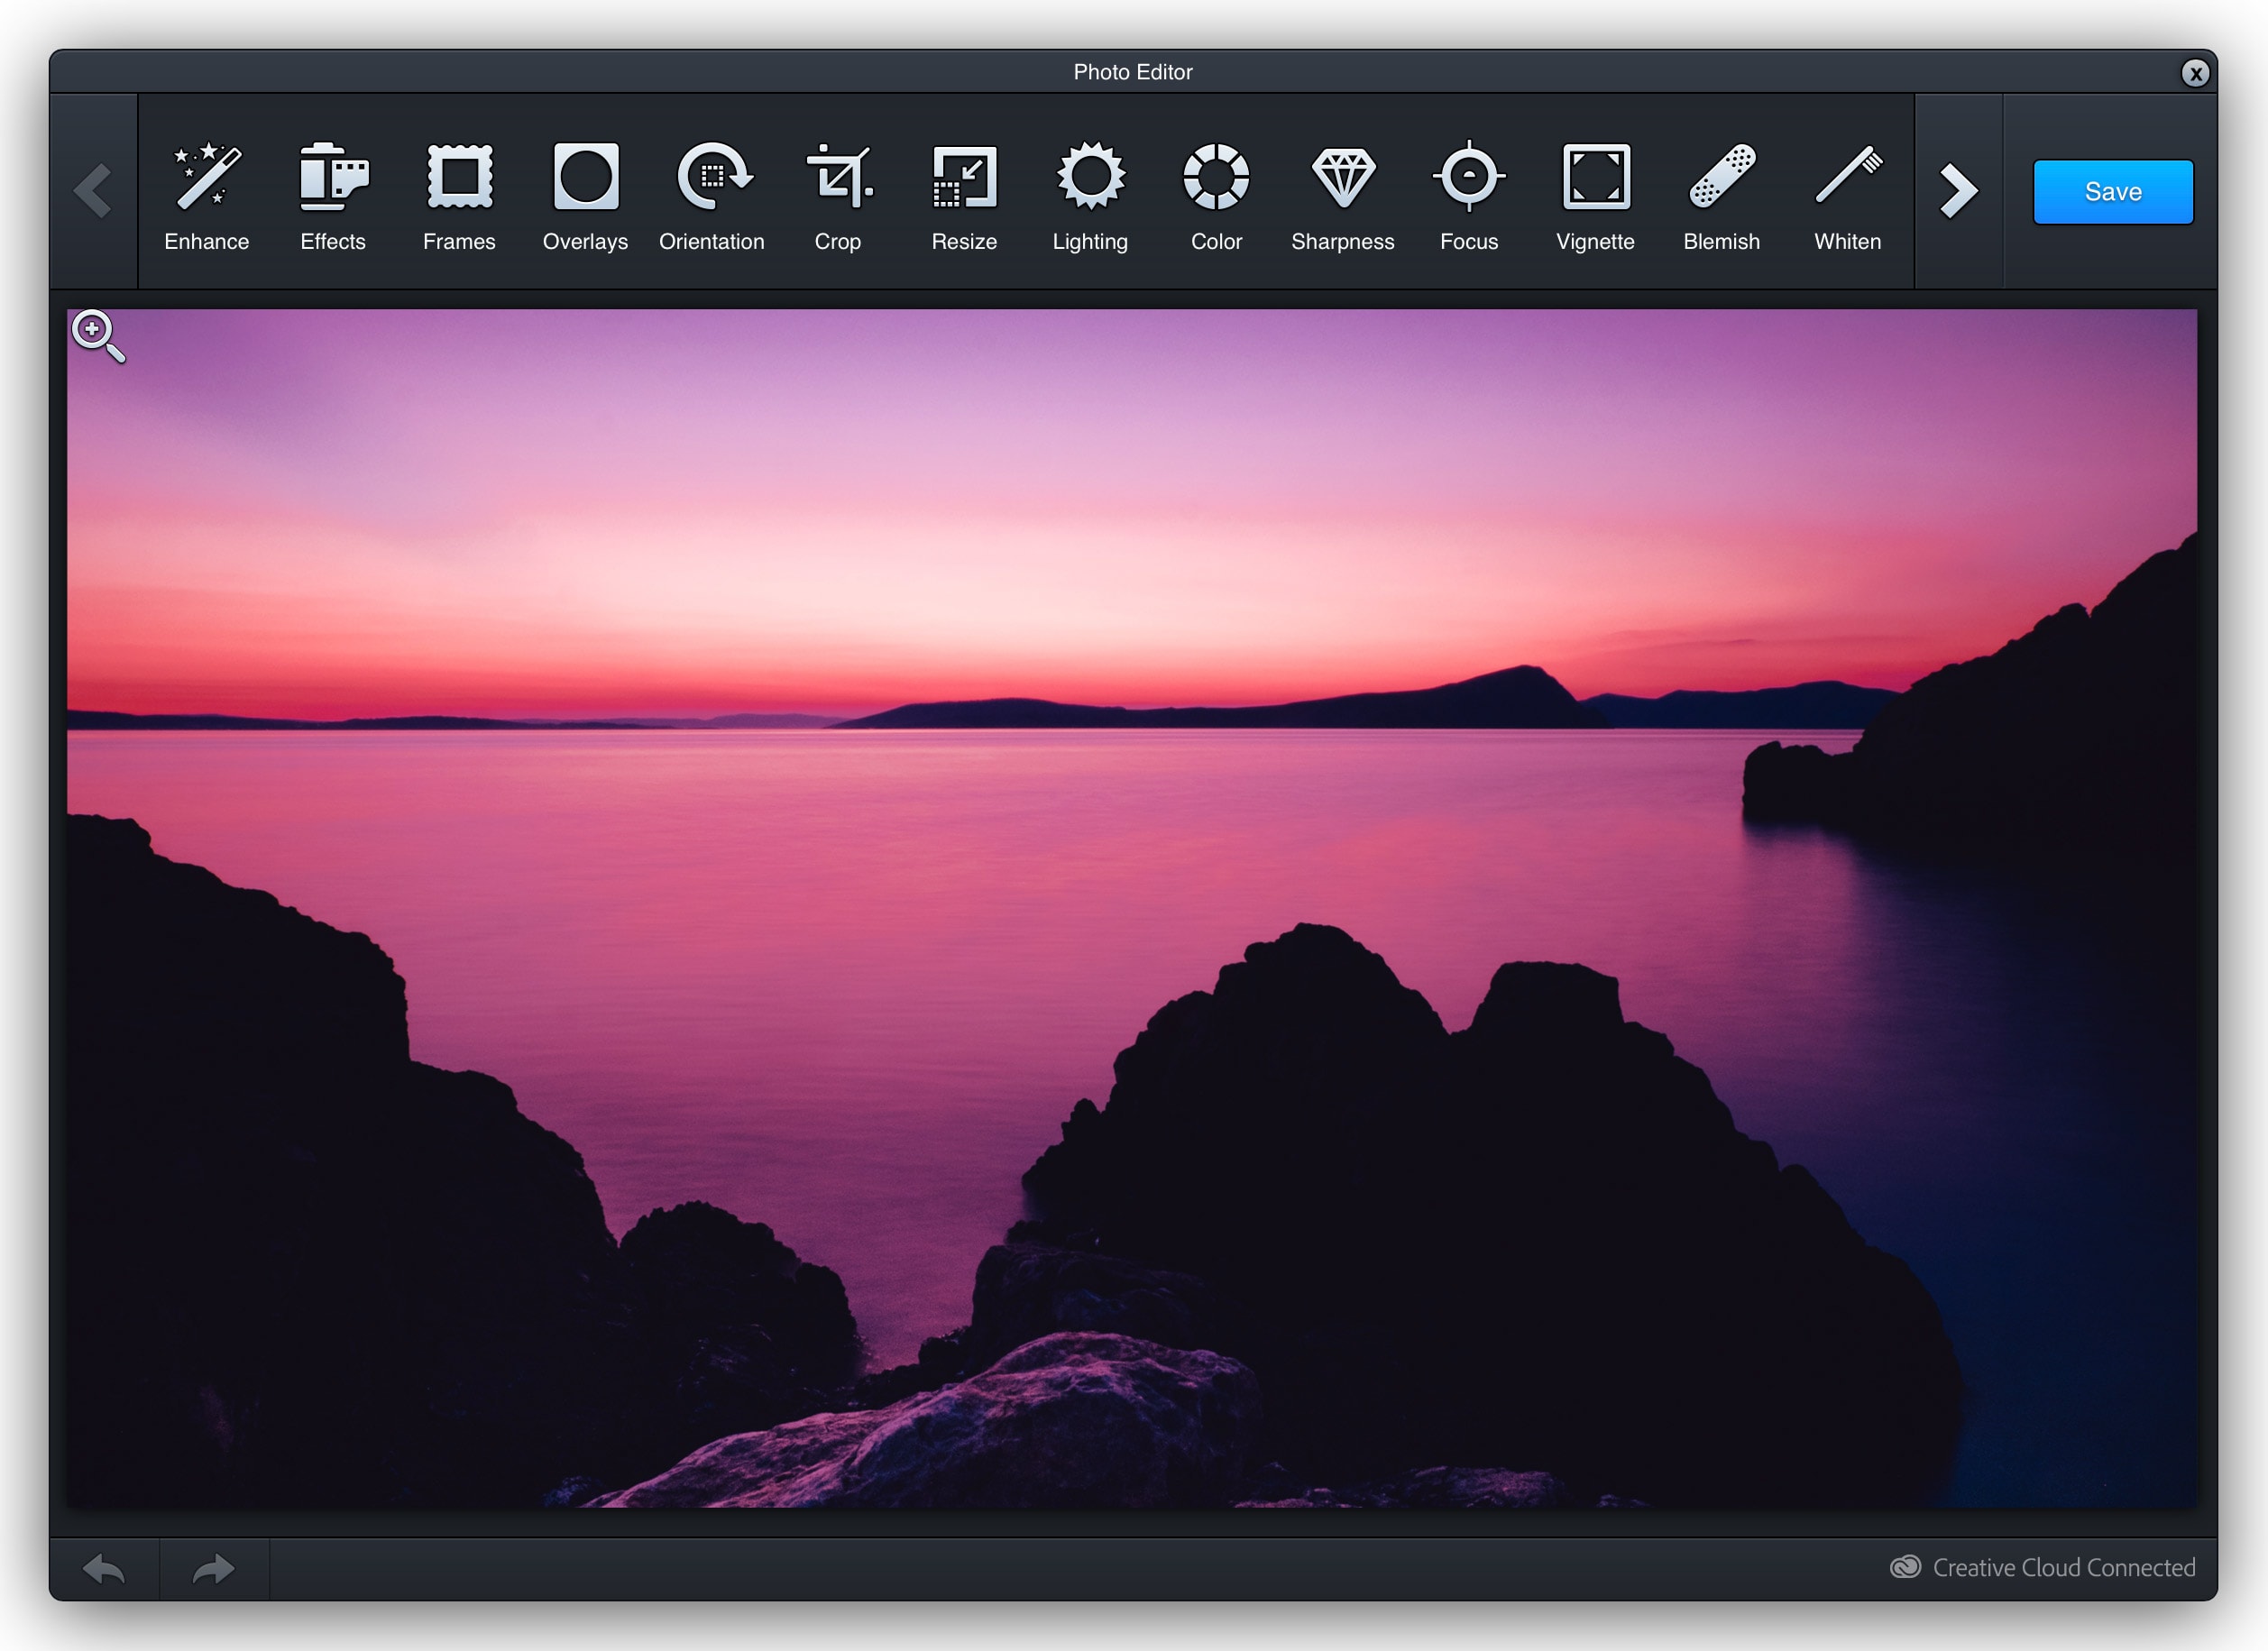 Photo Editor
x
Enhance
Effects
Frames
Overlays
Orientation
Crop
Resize
Lighting
Color
Sharpness
Focus
Vignette
Blemish
Whiten
Save
Creative Cloud Connected